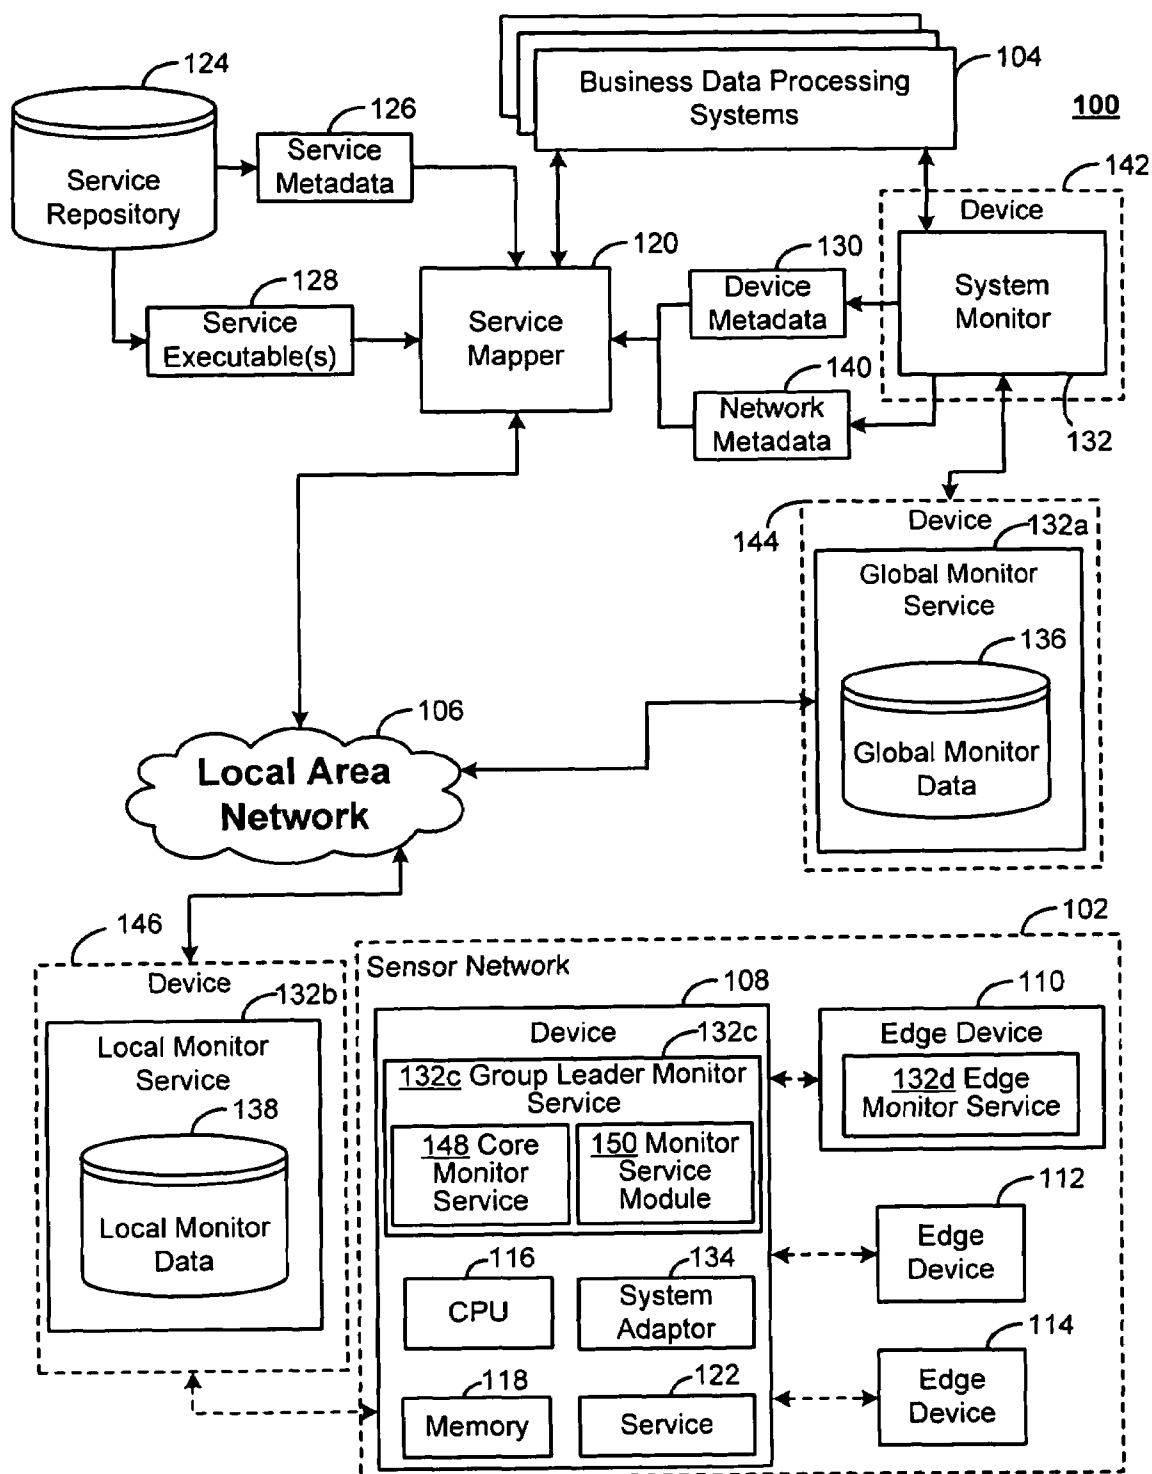 124
104
Business Data Processing
Systems
100
126
Service
Metadata
Service
Repository
142
Device
120
130
Device
Metadata
System
Monitor
128
Service
Executable(s)
Service
Mapper
140
Network
Metadata
132
144
Device
132a
Global Monitor
Service
136
Global Monitor
Data
106
Local Area
Network
146
Device
132b
Local Monitor
Service
138
Local Monitor
Data
102
Sensor Network
108
Device
132c
132c Group Leader Monitor
Service
148 Core
Monitor
Service
150 Monitor
Service
Module
110
Edge Device
132d Edge
Monitor Service
112
Edge
Device
116
CPU
134
System
Adaptor
114
Edge
Device
118
Memory
122
Service